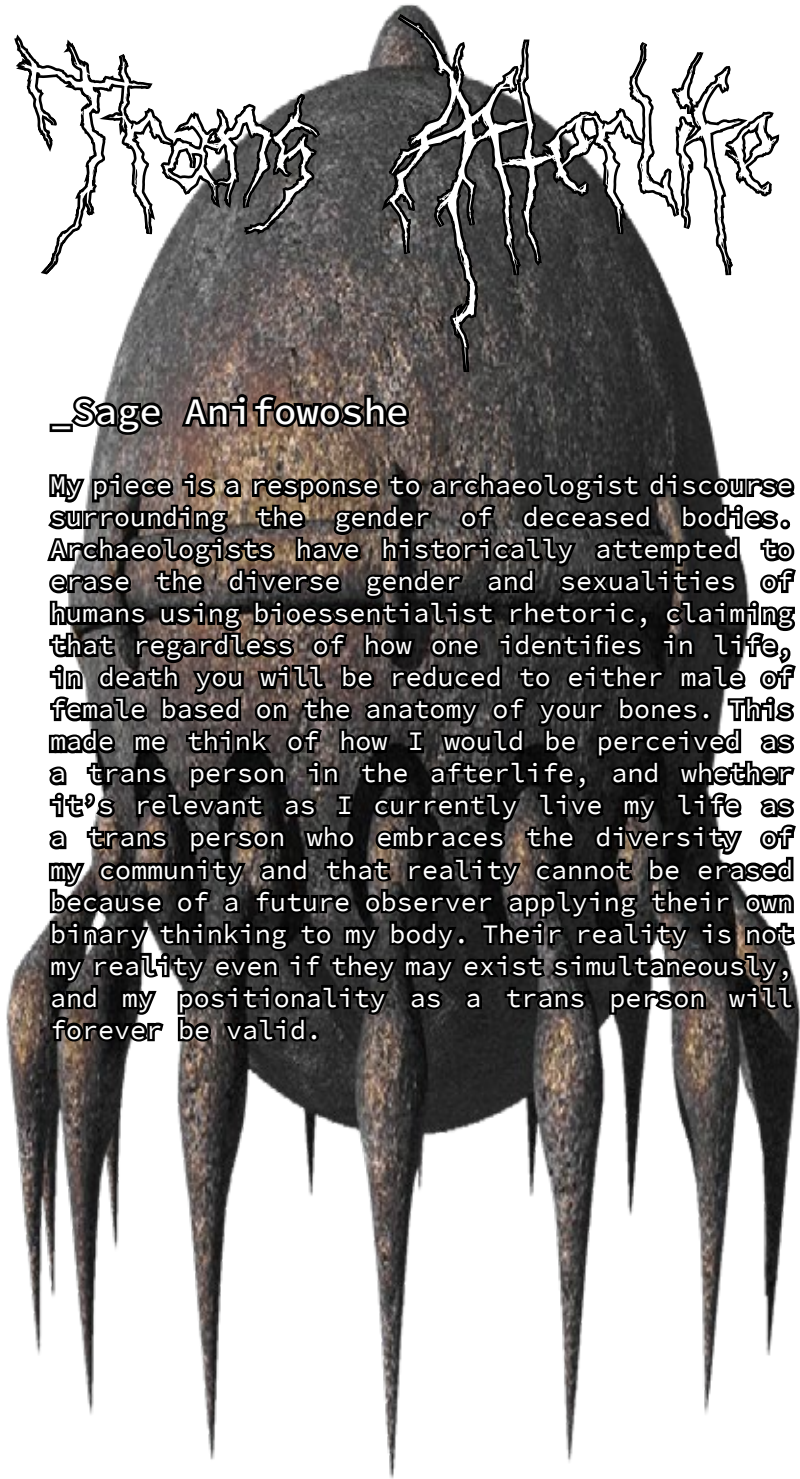 Trans Afterlife
_Sage Anifowoshe
My piece is a response to archaeologist discourse
surrounding the gender of deceased bodies.
Archaeologists have historically attempted to
erase the diverse gender and sexualities of
humans using bioessentialist rhetoric, claiming
that regardless of how one identifies in life,
in death you will be reduced to either male of
female based on the anatomy of your bones. This
made me think of how I would be perceived as
a trans person in the afterlife, and whether
it’s relevant as I currently live my life as
a trans person who embraces the diversity of
my community and that reality cannot be erased
because of a future observer applying their own
binary thinking to my body. Their reality is not
my reality even if they may exist simultaneously,
and my positionality as a trans person will
forever be valid.